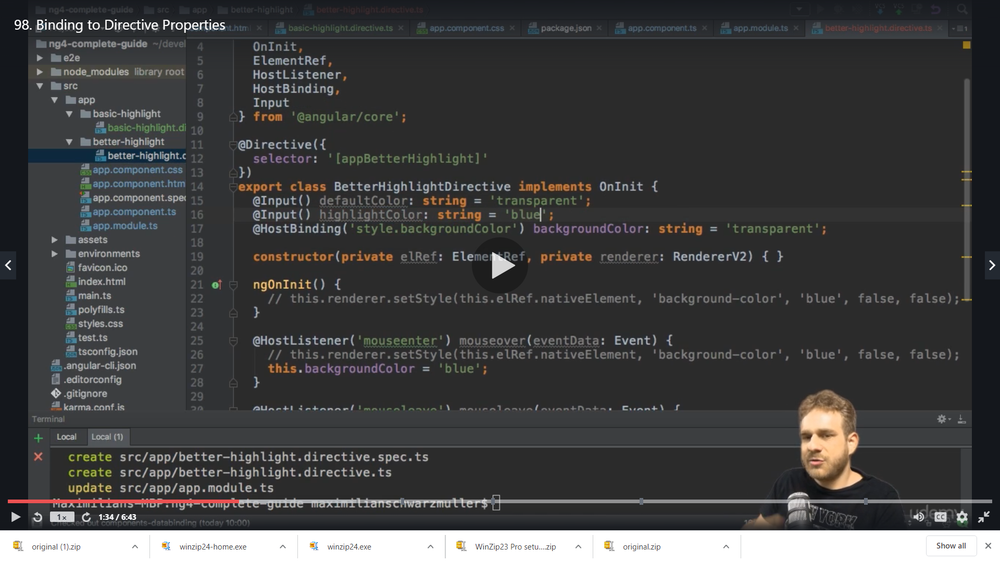 ng4-complete-guide src app better-highlight better-highlight.directive.ts
98. Binding to Directive Properties
basic-highlight.directive.ts app.component.css package.json app.component.ts app.module.ts better-highlight.directive.ts
ng4-complete-guide ~/devel
e2e
node_modules library root
src
app
basic-highlight
basic-highlight.di
better-highlight
better-highlight.c
app.component.css
app.component.htm
app.component.spec
app.component.ts
app.module.ts
assets
environments
favicon.ico
index.html
main.ts
polyfills.ts
styles.css
test.ts
tsconfig.json
.angular-cli.json
.editorconfig
.gitignore
karma.conf.js
4 OnInit,
5 ElementRef,
6 HostListener,
7 HostBinding,
8 Input
9 } from '@angular/core';
10
11 @Directive({
12 selector: '[appBetterHighlight]'
13 })
14 export class BetterHighlightDirective implements OnInit {
15 @Input() defaultColor: string = 'transparent';
16 @Input() highlightColor: string = 'blue';
17 @HostBinding('style.backgroundColor') backgroundColor: string = 'transparent';
18
19 constructor(private elRef: ElementRef, private renderer: RendererV2) { }
20
21 ngOnInit() {
22 // this.renderer.setStyle(this.elRef.nativeElement, 'background-color', 'blue', false, false);
23 }
24
25 @HostListener('mouseenter') mouseover(eventData: Event) {
26 // this.renderer.setStyle(this.elRef.nativeElement, 'background-color', 'blue', false, false);
27 this.backgroundColor = 'blue';
28 }
29
30 @HostListener('mouseleave') mouseleave(eventData: Event) {
Terminal
Local Local (1)
create src/app/better-highlight.directive.spec.ts
create src/app/better-highlight.directive.ts
update src/app/app.module.ts
Maximilians-MBP:ng4-complete-guide maximilianschwarzmuller$
1x 1:34 / 6:43
Checked out components-databinding (today 10:00)
udemy
CC
original (1).zip
winzip24-home.exe
winzip24.exe
WinZip23 Pro setu....zip
original.zip
Show all